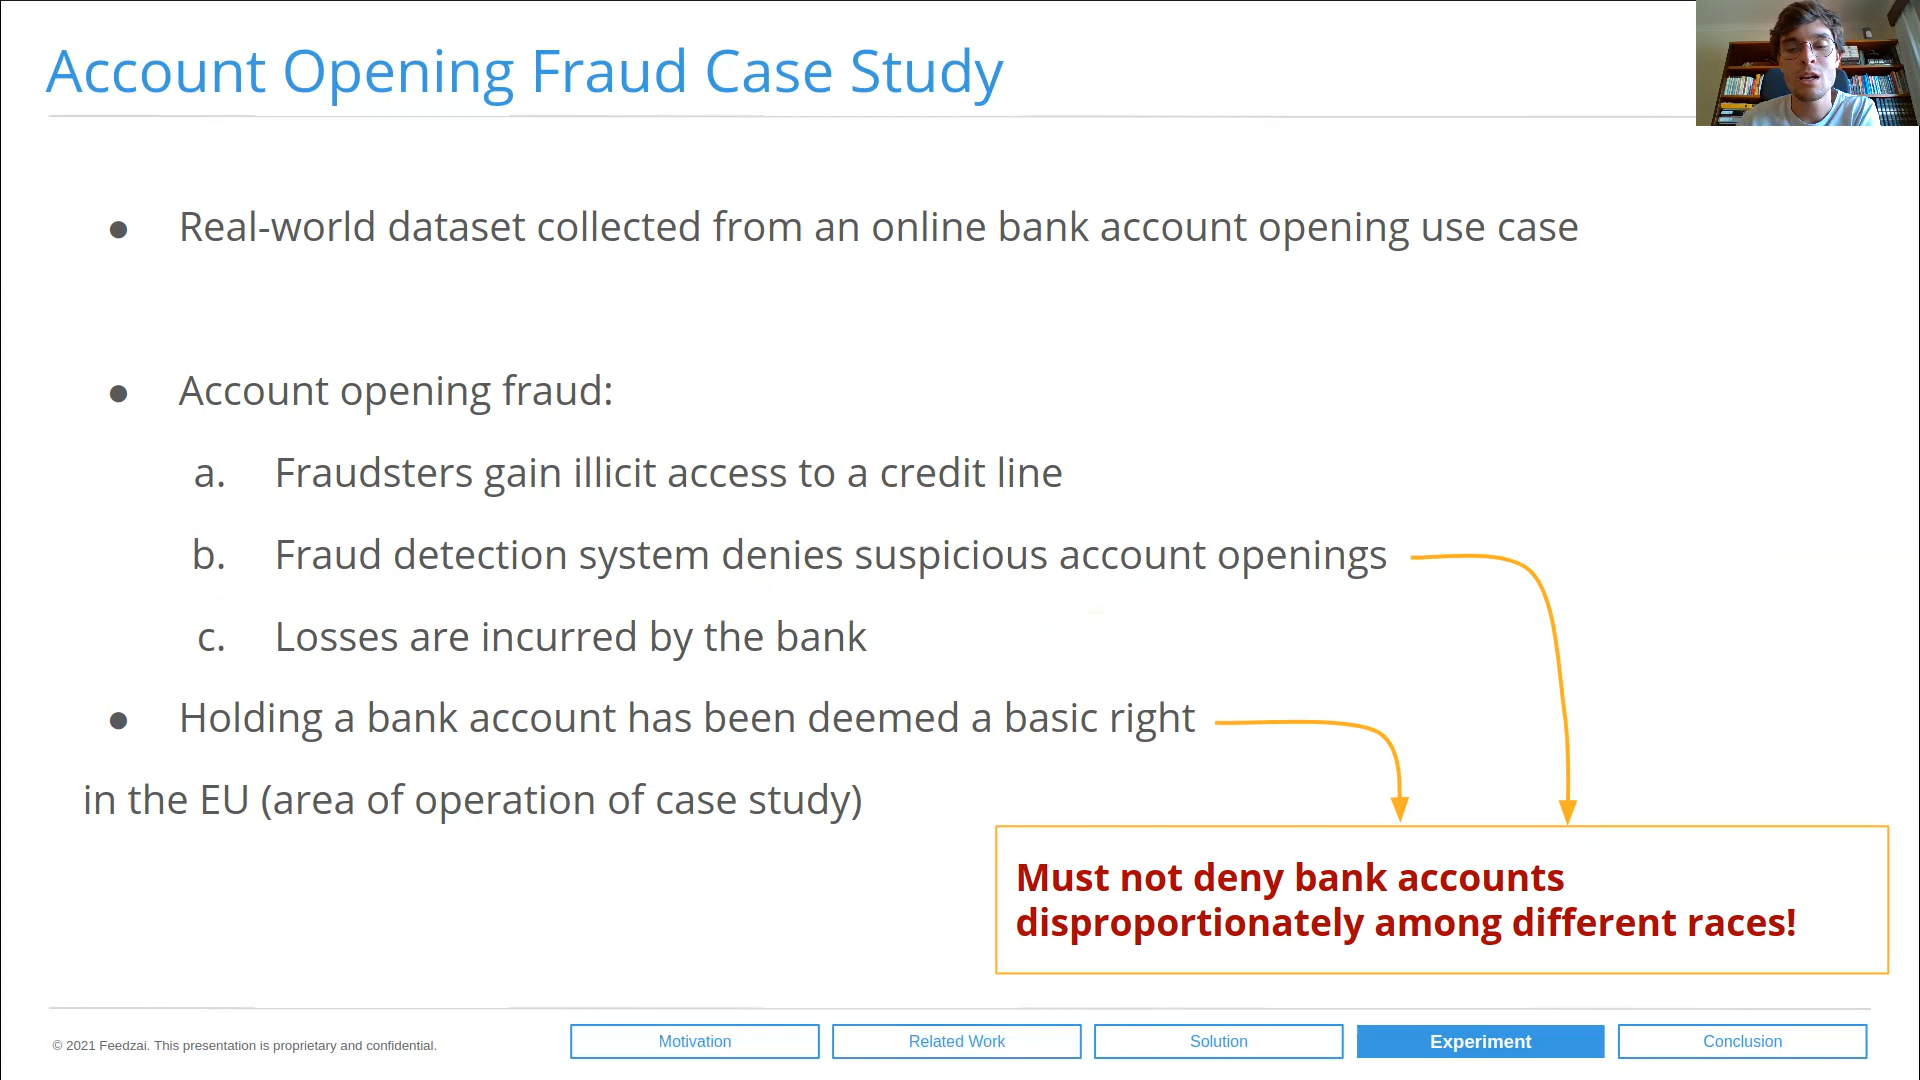 Account Opening Fraud Case Study
● Real-world dataset collected from an online bank account opening use case
● Account opening fraud:
a. Fraudsters gain illicit access to a credit line
b. Fraud detection system denies suspicious account openings
c. Losses are incurred by the bank
● Holding a bank account has been deemed a basic right
in the EU (area of operation of case study)
Must not deny bank accounts
disproportionately among different races!
© 2021 Feedzai. This presentation is proprietary and confidential.
Motivation
Related Work
Solution
Experiment
Conclusion